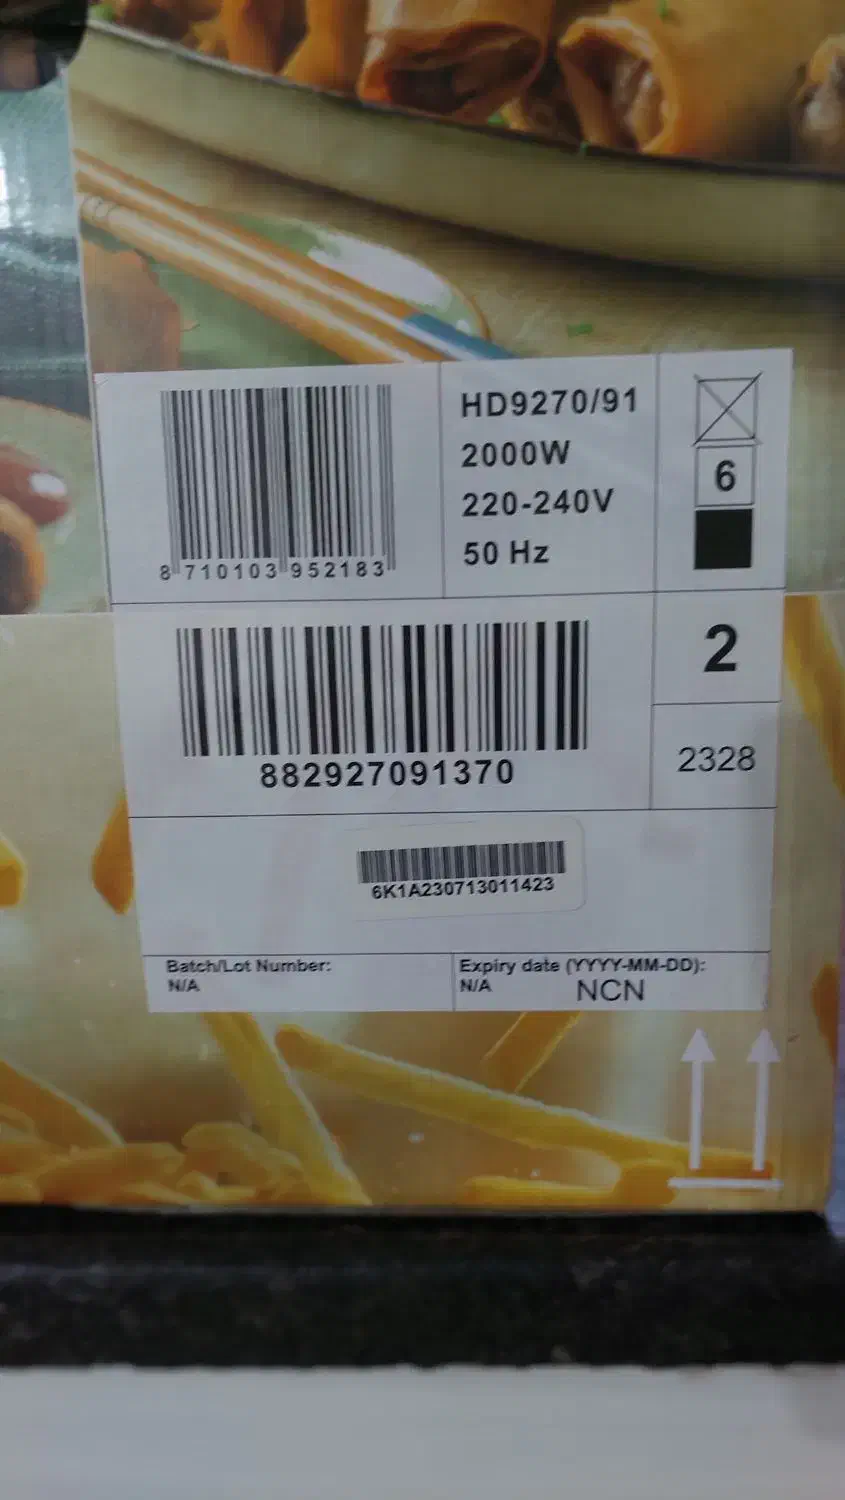 8 710103 952183
HD9270/91
2000W
220-240V
50 Hz
6
882927091370
2
2328
6K1A230713011423
Batch/Lot Number:
N/A
Expiry date (YYYY-MM-DD):
N/A NCN